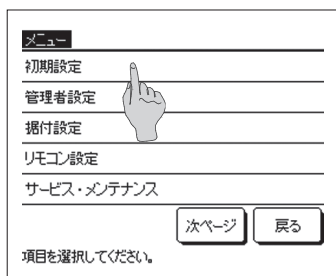 メニュー
初期設定
管理者設定
据付設定
リモコン設定
サービス・メンテナンス
次ページ 戻る
項目を選択してください。